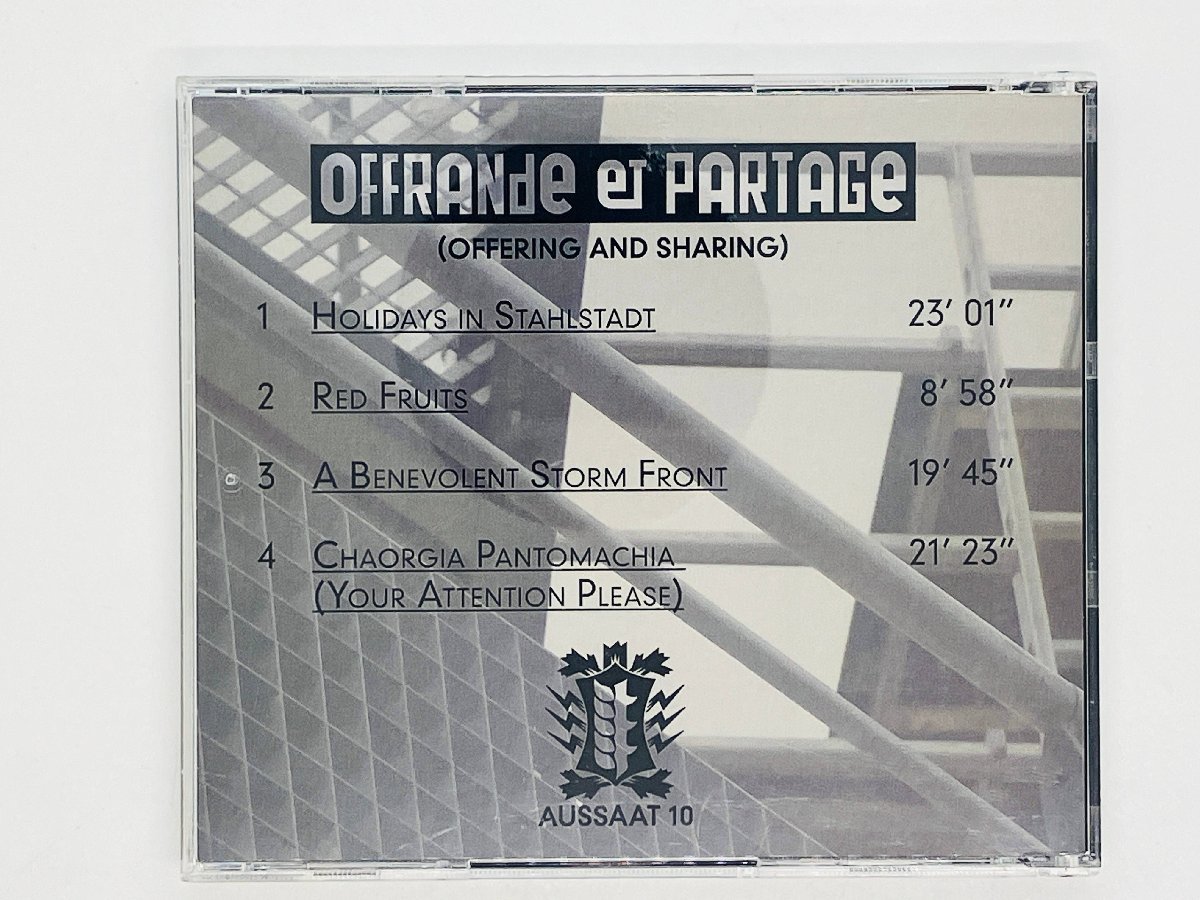 OFFRANDE ET PARTAGE
(OFFERING AND SHARING)
1 HOLIDAYS IN STAHLSTADT 23′ 01″
2 RED FRUITS 8′ 58″
3 A BENEVOLENT STORM FRONT 19′ 45″
4 CHAORGIA PANTOMACHIA 21′ 23″
(YOUR ATTENTION PLEASE)
AUSSAAT 10